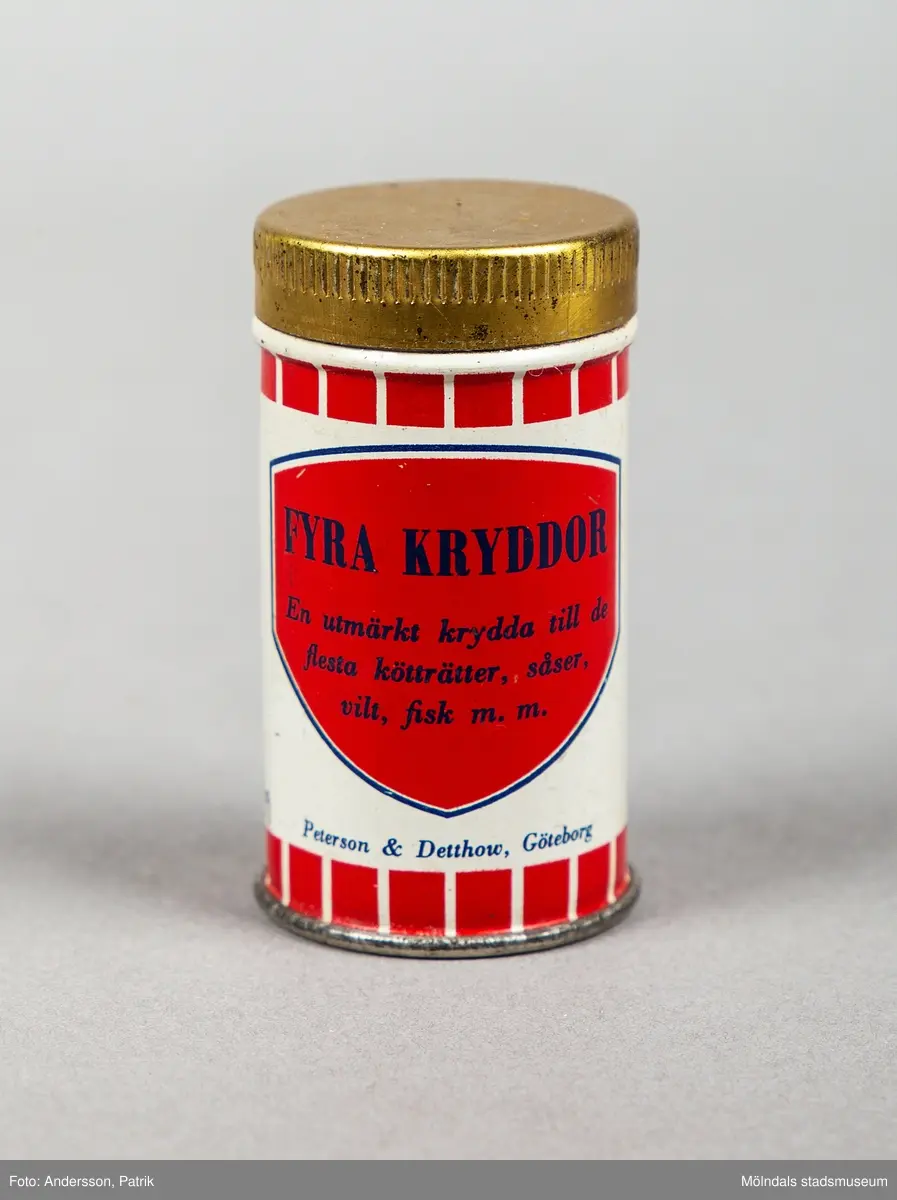 FYRA KRYDDOR
En utmärkt krydda till de
flesta kötträtter, såser,
vilt, fisk m. m.
Peterson & Detthow, Göteborg
Foto: Andersson, Patrik
Mölndals stadsmuseum